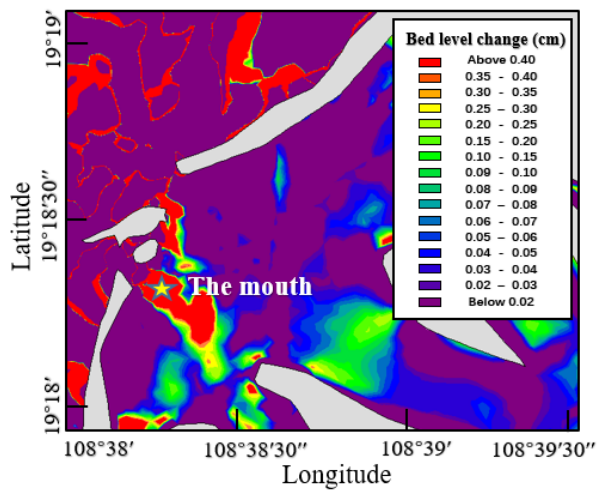 Bed level change (cm)
Above 0.40
0.35 - 0.40
0.30 - 0.35
0.25 – 0.30
0.20 - 0.25
0.15 - 0.20
0.10 - 0.15
0.09 - 0.10
0.08 - 0.09
0.07 - 0.08
0.06 - 0.07
0.05 - 0.06
0.04 - 0.05
0.03 - 0.04
0.02 – 0.03
Below 0.02
The mouth
Latitude
19°19′
19°18′30″
19°18′
108°38′
108°38′30″
108°39′
108°39′30″
Longitude